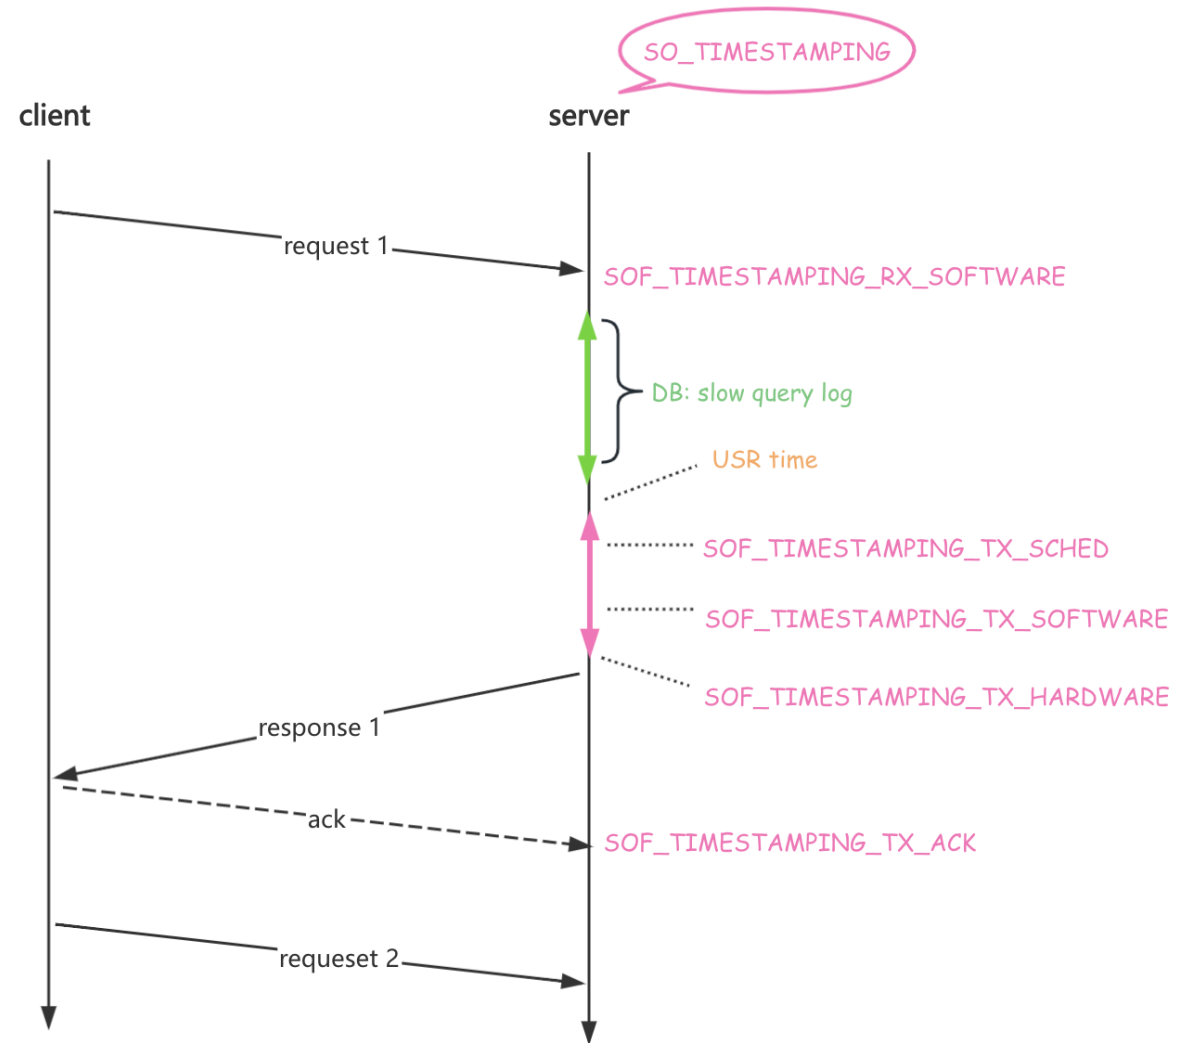 SO_TIMESTAMPING
client
server
request 1
SOF_TIMESTAMPING_RX_SOFTWARE
DB: slow query log
USR time
SOF_TIMESTAMPING_TX_SCHED
SOF_TIMESTAMPING_TX_SOFTWARE
SOF_TIMESTAMPING_TX_HARDWARE
response 1
ack
SOF_TIMESTAMPING_TX_ACK
requeset 2